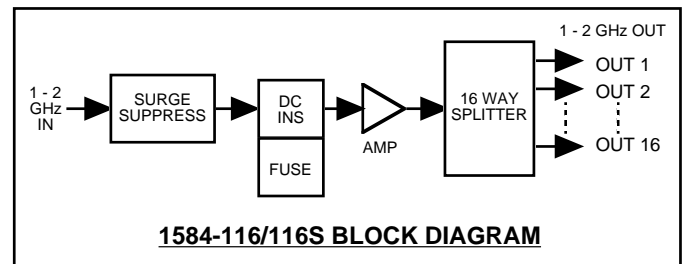 1 - 2 GHz OUT
1 - 2
GHz
IN
SURGE
SUPPRESS
DC
INS
FUSE
AMP
16 WAY
SPLITTER
OUT 1
OUT 2
OUT 16
1584-116/116S BLOCK DIAGRAM